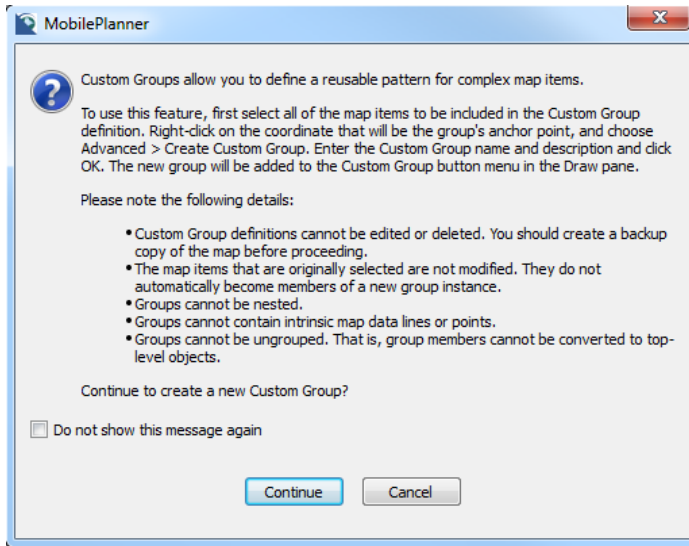 MobilePlanner
Custom Groups allow you to define a reusable pattern for complex map items.
To use this feature, first select all of the map items to be included in the Custom Group
definition. Right-click on the coordinate that will be the group's anchor point, and choose
Advanced > Create Custom Group. Enter the Custom Group name and description and click
OK. The new group will be added to the Custom Group button menu in the Draw pane.
Please note the following details:
• Custom Group definitions cannot be edited or deleted. You should create a backup
copy of the map before proceeding.
• The map items that are originally selected are not modified. They do not
automatically become members of a new group instance.
• Groups cannot be nested.
• Groups cannot contain intrinsic map data lines or points.
• Groups cannot be ungrouped. That is, group members cannot be converted to top-
level objects.
Continue to create a new Custom Group?
Do not show this message again
Continue
Cancel